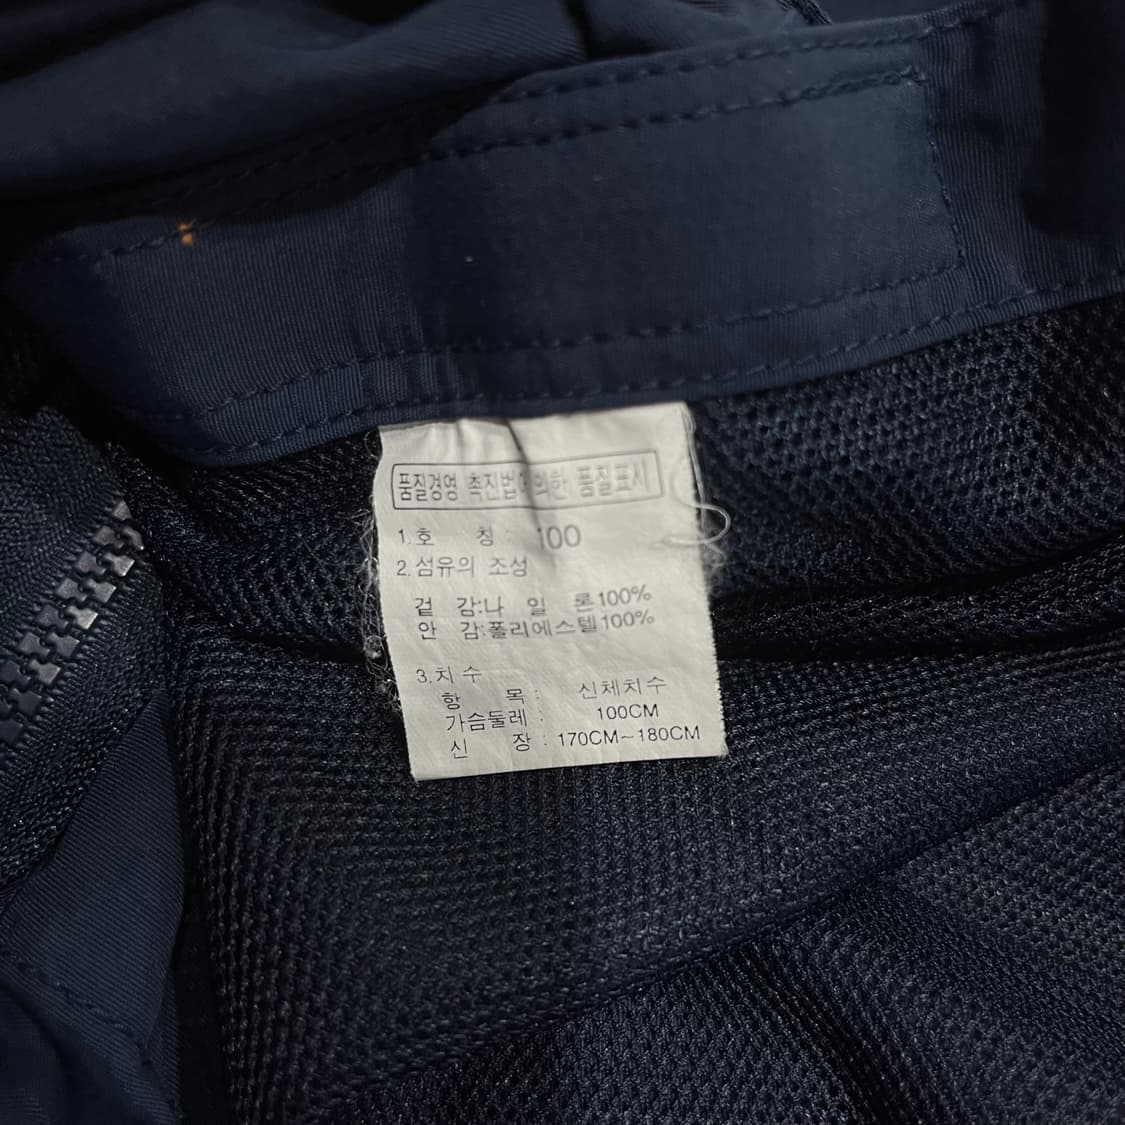 품질경영 촉진법에의한 품질표시
1.호 칭 : 100
2.섬유의 조성
겉 감:나 일 론100%
안 감:폴리에스텔100%
3.치 수
항 목 : 신체치수
가슴둘레 : 100CM
신 장 : 170CM~180CM